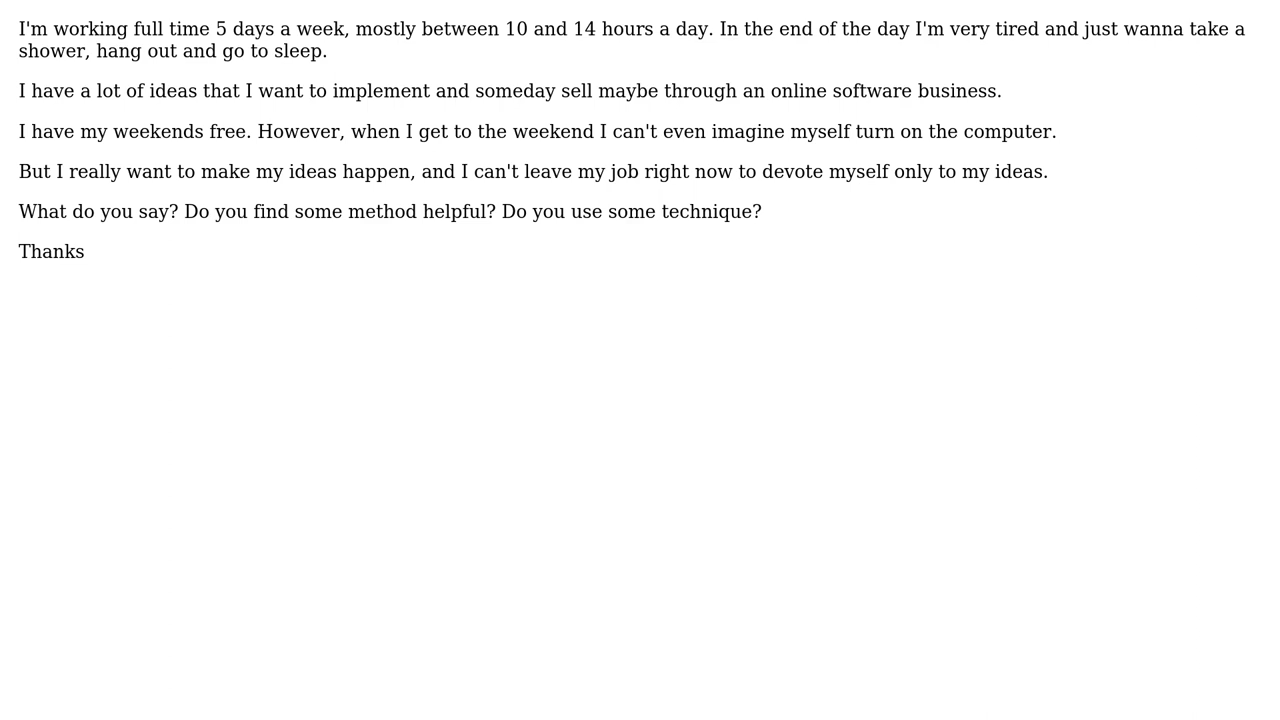 I'm working full time 5 days a week, mostly between 10 and 14 hours a day. In the end of the day I'm very tired and just wanna take a
shower, hang out and go to sleep.
I have a lot of ideas that I want to implement and someday sell maybe through an online software business.
I have my weekends free. However, when I get to the weekend I can't even imagine myself turn on the computer.
But I really want to make my ideas happen, and I can't leave my job right now to devote myself only to my ideas.
What do you say? Do you find some method helpful? Do you use some technique?
Thanks